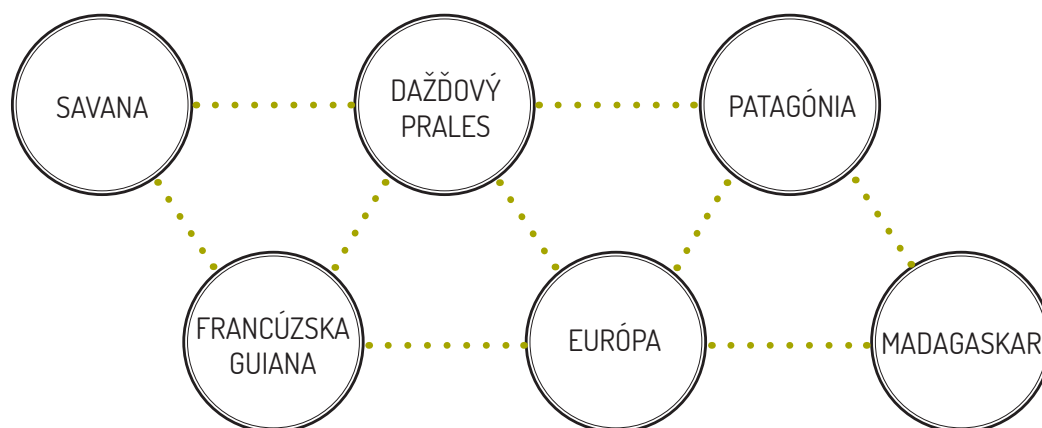 SAVANA
DAŽĎOVÝ
PRALES
PATAGÓNIA
FRANCÚZSKA
GUIANA
EURÓPA
MADAGASKAR